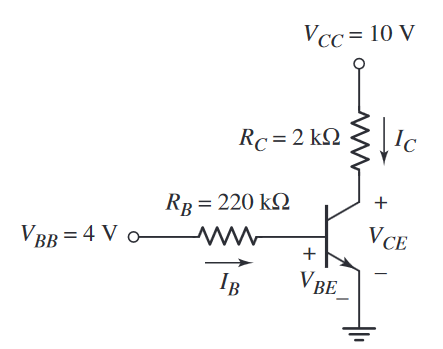 V_CC = 10 V
R_C = 2 kΩ
I_C
R_B = 220 kΩ
+
V_BB = 4 V
V_CE
+
−
I_B
V_BE
−